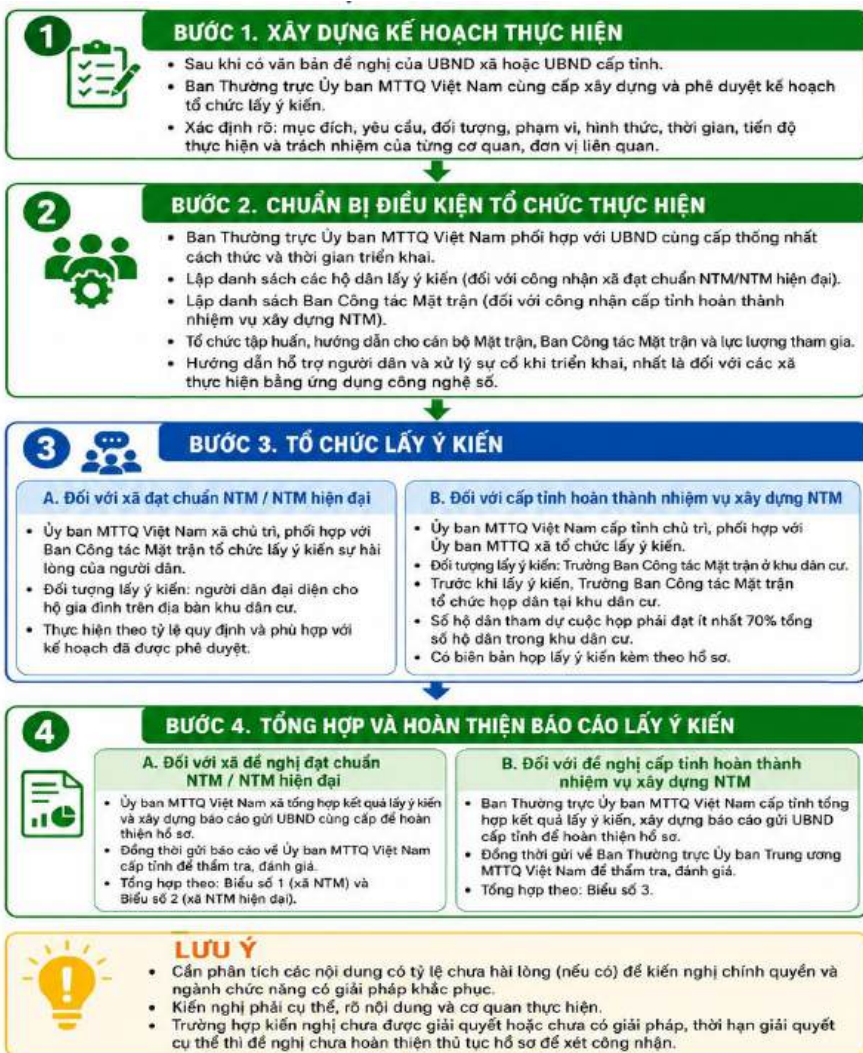 1
BƯỚC 1. XÂY DỰNG KẾ HOẠCH THỰC HIỆN
• Sau khi có văn bản đề nghị của UBND xã hoặc UBND cấp tỉnh.
• Ban Thường trực Ủy ban MTTQ Việt Nam cùng cấp xây dựng và phê duyệt kế hoạch
tổ chức lấy ý kiến.
• Xác định rõ: mục đích, yêu cầu, đối tượng, phạm vi, hình thức, thời gian, tiến độ
thực hiện và trách nhiệm của từng cơ quan, đơn vị liên quan.
2
BƯỚC 2. CHUẨN BỊ ĐIỀU KIỆN TỔ CHỨC THỰC HIỆN
• Ban Thường trực Ủy ban MTTQ Việt Nam phối hợp với UBND cùng cấp thống nhất
cách thức và thời gian triển khai.
• Lập danh sách các hộ dân lấy ý kiến (đối với công nhận xã đạt chuẩn NTM/NTM hiện đại).
• Lập danh sách Ban Công tác Mặt trận (đối với công nhận cấp tỉnh hoàn thành
nhiệm vụ xây dựng NTM).
• Tổ chức tập huấn, hướng dẫn cho cán bộ Mặt trận, Ban Công tác Mặt trận và lực lượng tham gia.
• Hướng dẫn hỗ trợ người dân và xử lý sự cố khi triển khai, nhất là đối với các xã
thực hiện bằng ứng dụng công nghệ số.
3
BƯỚC 3. TỔ CHỨC LẤY Ý KIẾN
A. Đối với xã đạt chuẩn NTM / NTM hiện đại
• Ủy ban MTTQ Việt Nam xã chủ trì, phối hợp với
Ban Công tác Mặt trận tổ chức lấy ý kiến sự hài
lòng của người dân.
• Đối tượng lấy ý kiến: người dân đại diện cho
hộ gia đình trên địa bàn khu dân cư.
• Thực hiện theo tỷ lệ quy định và phù hợp với
kế hoạch đã được phê duyệt.
B. Đối với cấp tỉnh hoàn thành nhiệm vụ xây dựng NTM
• Ủy ban MTTQ Việt Nam cấp tỉnh chủ trì, phối hợp với
Ủy ban MTTQ xã tổ chức lấy ý kiến.
• Đối tượng lấy ý kiến: Trưởng Ban Công tác Mặt trận ở khu dân cư.
• Trước khi lấy ý kiến, Trưởng Ban Công tác Mặt trận
tổ chức họp dân tại khu dân cư.
• Số hộ dân tham dự cuộc họp phải đạt ít nhất 70% tổng
số hộ dân trong khu dân cư.
• Có biên bản họp lấy ý kiến kèm theo hồ sơ.
4
BƯỚC 4. TỔNG HỢP VÀ HOÀN THIỆN BÁO CÁO LẤY Ý KIẾN
A. Đối với xã đề nghị đạt chuẩn
NTM / NTM hiện đại
• Ủy ban MTTQ Việt Nam xã tổng hợp kết quả lấy ý kiến
và xây dựng báo cáo gửi UBND cùng cấp để hoàn
thiện hồ sơ.
• Đồng thời gửi báo cáo về Ủy ban MTTQ Việt Nam
cấp tỉnh để thẩm tra, đánh giá.
• Tổng hợp theo: Biểu số 1 (xã NTM) và
Biểu số 2 (xã NTM hiện đại).
B. Đối với đề nghị cấp tỉnh hoàn thành
nhiệm vụ xây dựng NTM
• Ban Thường trực Ủy ban MTTQ Việt Nam cấp tỉnh tổng
hợp kết quả lấy ý kiến, xây dựng báo cáo gửi UBND
cấp tỉnh để hoàn thiện hồ sơ.
• Đồng thời gửi về Ban Thường trực Ủy ban Trung ương
MTTQ Việt Nam để thẩm tra, đánh giá.
• Tổng hợp theo: Biểu số 3.
LƯU Ý
• Cần phân tích các nội dung có tỷ lệ chưa hài lòng (nếu có) để kiến nghị chính quyền và
ngành chức năng có giải pháp khắc phục.
• Kiến nghị phải cụ thể, rõ nội dung và cơ quan thực hiện.
• Trường hợp kiến nghị chưa được giải quyết hoặc chưa có giải pháp, thời hạn giải quyết
cụ thể thì đề nghị chưa hoàn thiện thủ tục hồ sơ để xét công nhận.